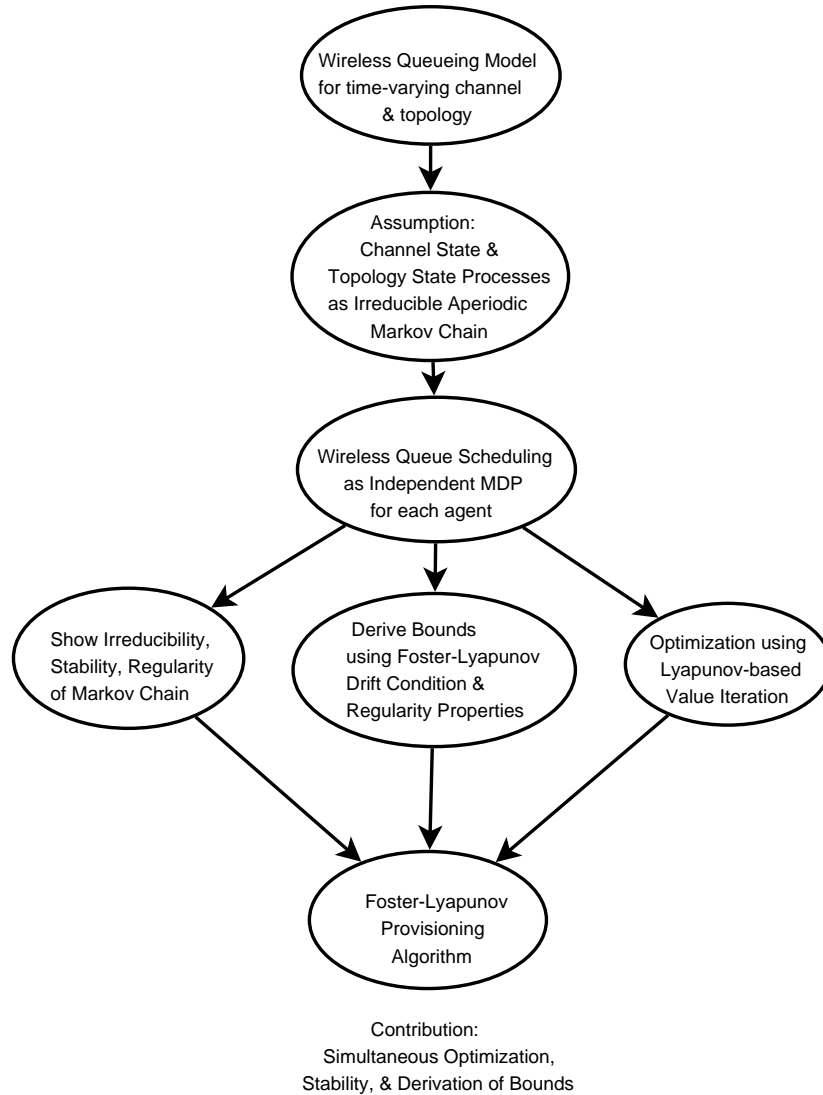 Wireless Queueing Model
for time-varying channel
& topology
Assumption:
Channel State &
Topology State Processes
as Irreducible Aperiodic
Markov Chain
Wireless Queue Scheduling
as Independent MDP
for each agent
Show Irreducibility,
Stability, Regularity
of Markov Chain
Derive Bounds
using Foster-Lyapunov
Drift Condition &
Regularity Properties
Optimization using
Lyapunov-based
Value Iteration
Foster-Lyapunov
Provisioning
Algorithm
Contribution:
Simultaneous Optimization,
Stability, & Derivation of Bounds